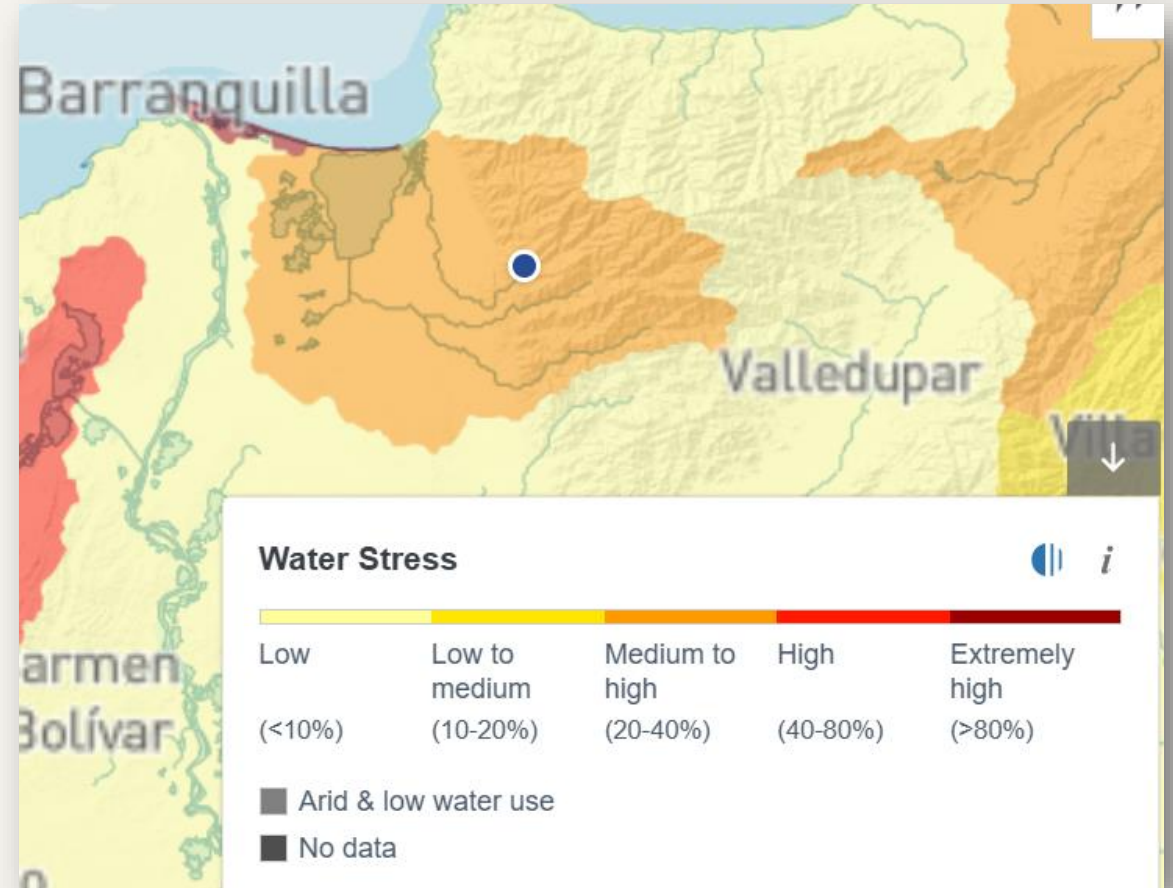 Barranquilla
Valledupar
Villa
armen
Bolívar
Water Stress
i
Low
Low to
medium
Medium to
high
High
Extremely
high
(<10%)
(10-20%)
(20-40%)
(40-80%)
(>80%)
Arid & low water use
No data